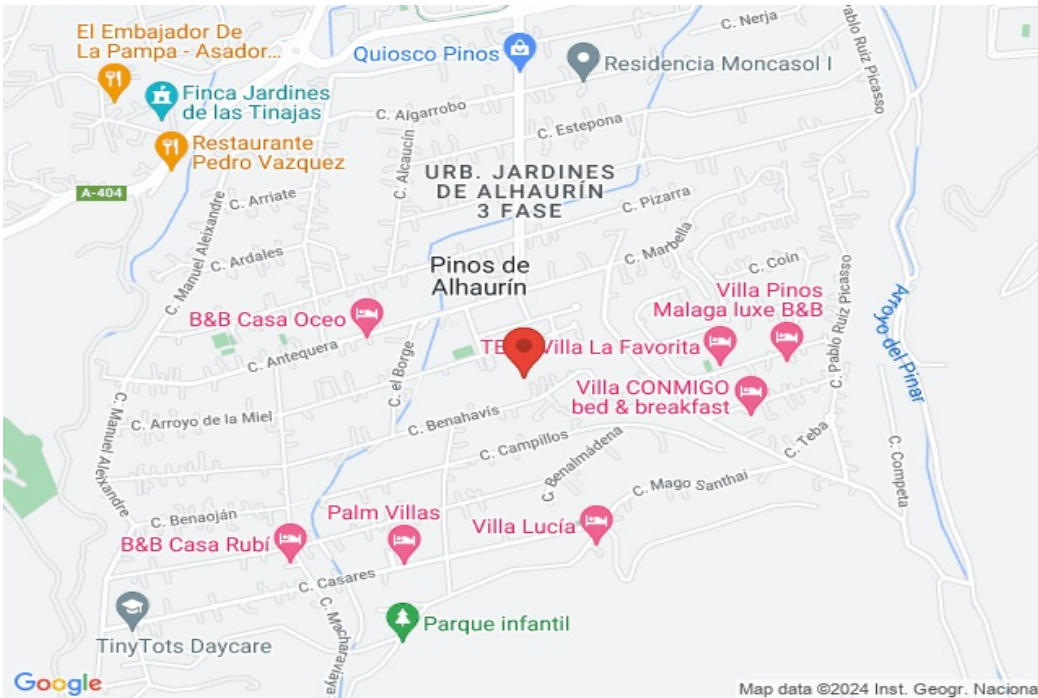 C. Nerja
El Embajador De
La Pampa - Asador...
Quiosco Pinos
Pablo Ruiz Picasso
Residencia Moncasol I
Finca Jardines
de las Tinajas
C. Algarrobo
C. Estepona
Restaurante
Pedro Vazquez
C. Alcaucín
URB. JARDINES
DE ALHAURÍN
3 FASE
A-404
C. Arriate
C. Pizarra
C. Manuel Aleixandre
C. Ardales
C. Marbella
C. Coin
Pinos de
Alhaurín
Villa Pinos
Malaga luxe B&B
C. Pablo Ruiz Picasso
Arroyo del Pinar
B&B Casa Oceo
Villa La Favorita
C. Antequera
C. el Borge
Villa CONMIGO
bed & breakfast
C. Manuel Aleixandre
C. Arroyo de la Miel
C. Benahavís
C. Campillos
C. Benalmádena
C. Teba
C. Competa
C. Mago Santhai
C. Benaoján
Palm Villas
Villa Lucía
B&B Casa Rubí
C. Casares
C. Macharaviaya
Parque infantil
TinyTots Daycare
Google
Map data ©2024 Inst. Geogr. Naciona